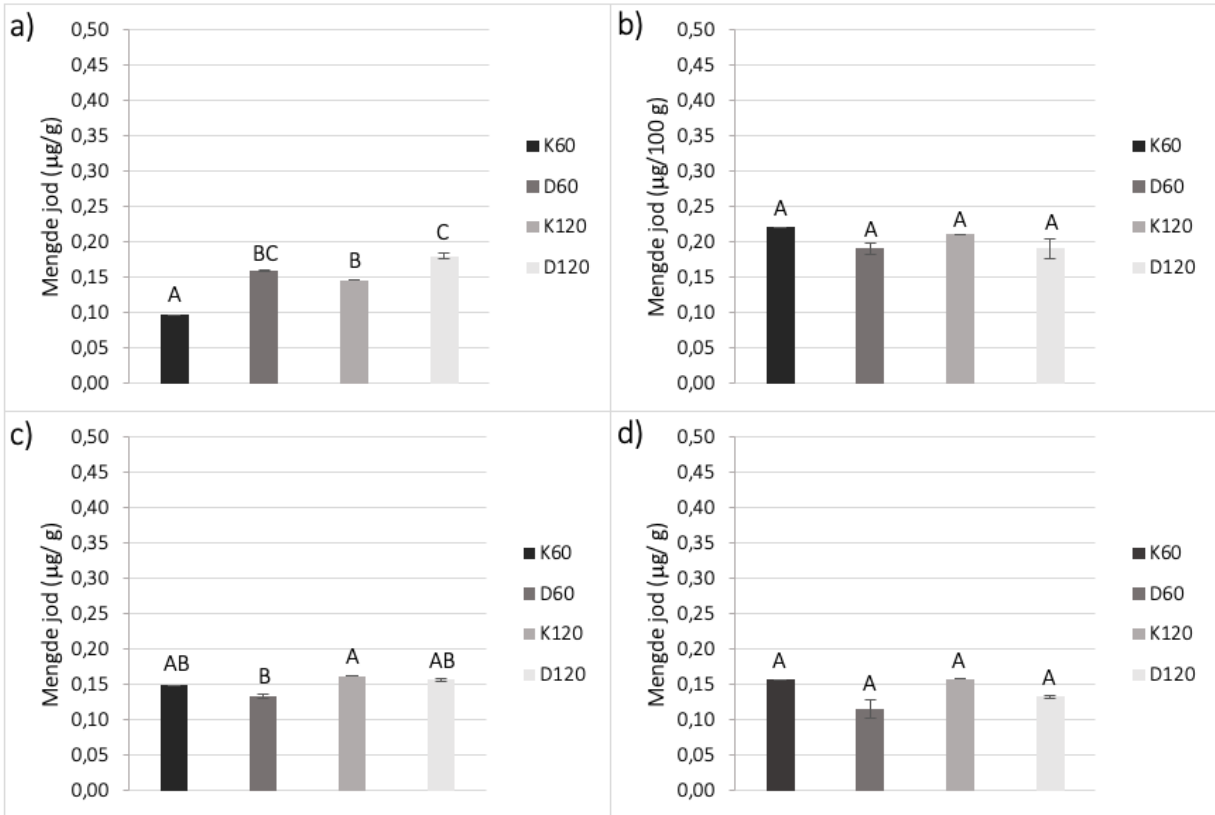 a)
Mengde jod (µg/g)
0,50
0,45
0,40
0,35
0,30
0,25
0,20
0,15
0,10
0,05
0,00
A
BC
B
C
K60
D60
K120
D120
b)
Mengde jod (µg/100 g)
0,50
0,45
0,40
0,35
0,30
0,25
0,20
0,15
0,10
0,05
0,00
A
A
A
A
K60
D60
K120
D120
c)
Mengde jod (µg/ g)
0,50
0,45
0,40
0,35
0,30
0,25
0,20
0,15
0,10
0,05
0,00
AB
B
A
AB
K60
D60
K120
D120
d)
Mengde jod (µg/ g)
0,50
0,45
0,40
0,35
0,30
0,25
0,20
0,15
0,10
0,05
0,00
A
A
A
A
K60
D60
K120
D120